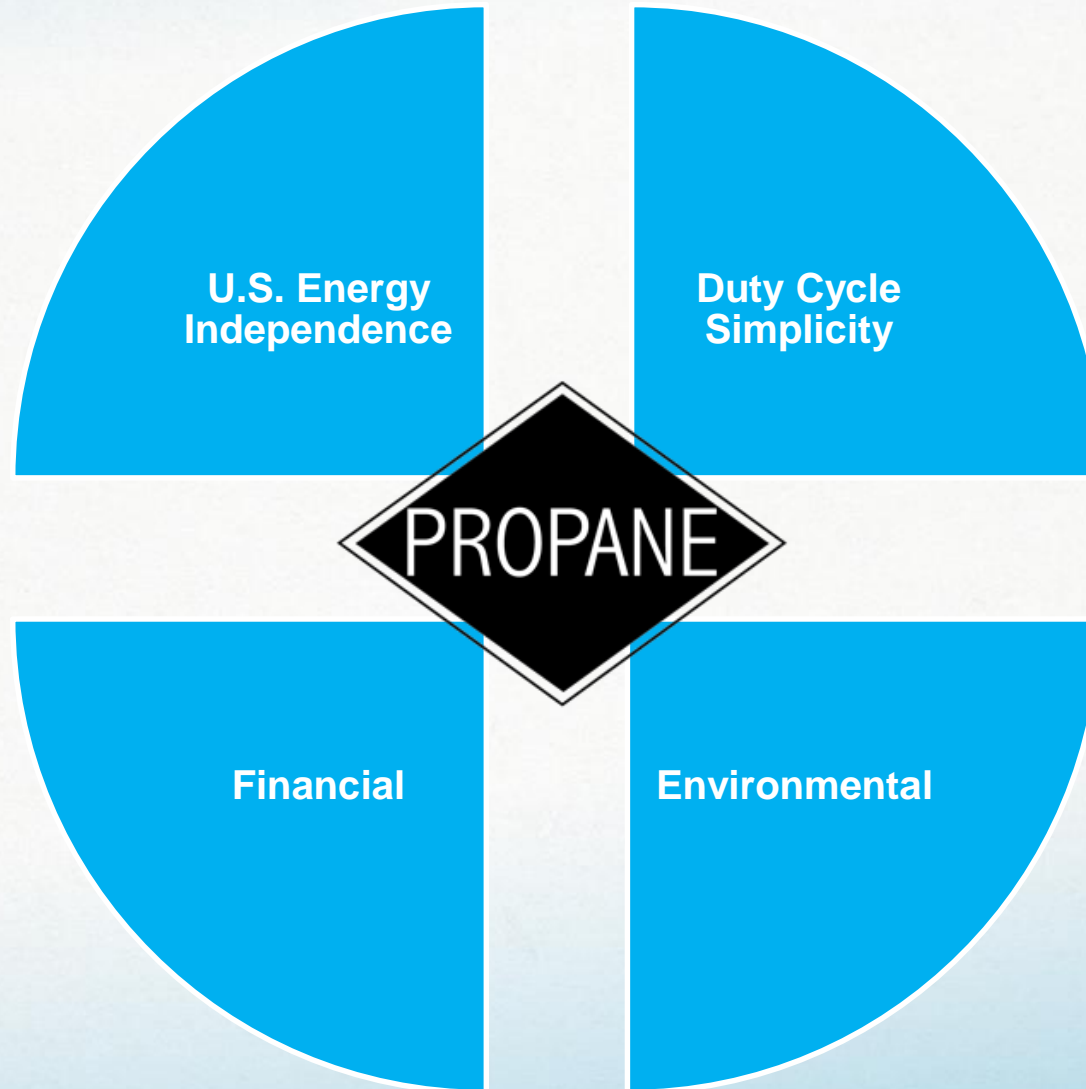 U.S. Energy
Independence
Duty Cycle
Simplicity
PROPANE
Financial
Environmental